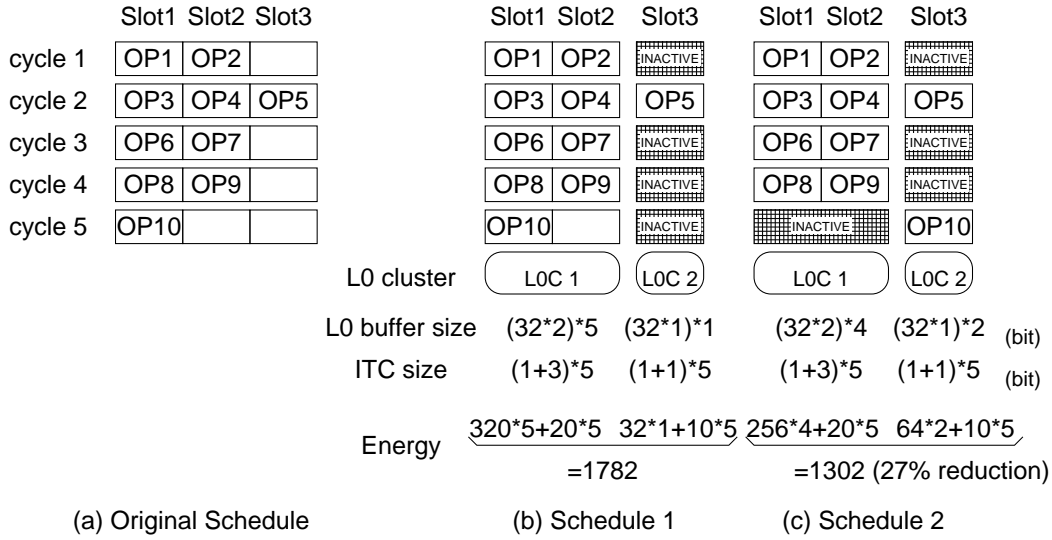 Slot1 Slot2 Slot3 Slot1 Slot2 Slot3 Slot1 Slot2 Slot3
cycle 1 OP1 OP2 OP1 OP2 INACTIVE OP1 OP2 INACTIVE
cycle 2 OP3 OP4 OP5 OP3 OP4 OP5 OP3 OP4 OP5
cycle 3 OP6 OP7 OP6 OP7 INACTIVE OP6 OP7 INACTIVE
cycle 4 OP8 OP9 OP8 OP9 INACTIVE OP8 OP9 INACTIVE
cycle 5 OP10 OP10 INACTIVE INACTIVE OP10
L0 cluster L0C 1 L0C 2 L0C 1 L0C 2
L0 buffer size (32*2)*5 (32*1)*1 (32*2)*4 (32*1)*2 (bit)
ITC size (1+3)*5 (1+1)*5 (1+3)*5 (1+1)*5 (bit)
Energy 320*5+20*5 32*1+10*5 256*4+20*5 64*2+10*5
=1782 =1302 (27% reduction)
(a) Original Schedule (b) Schedule 1 (c) Schedule 2